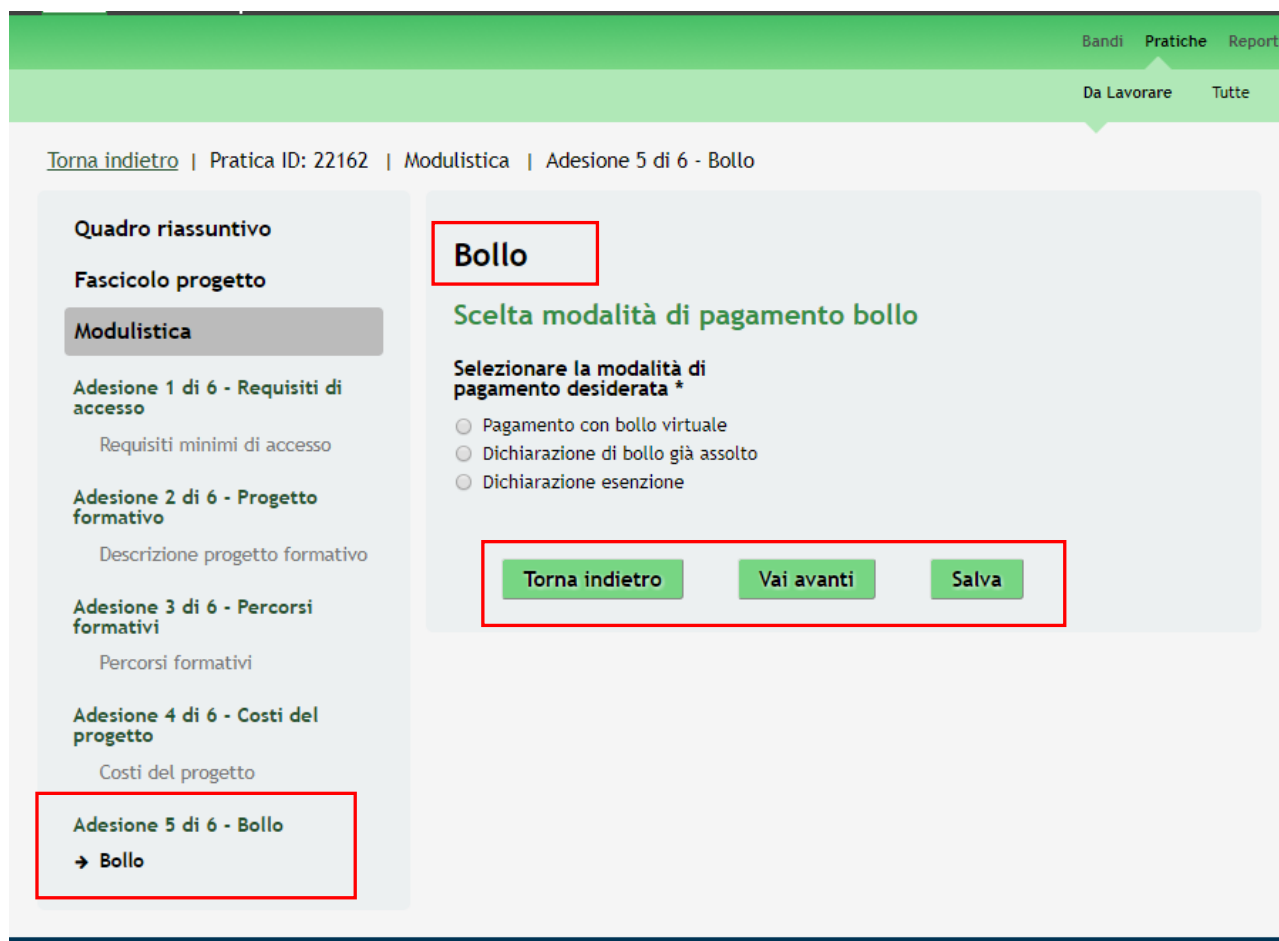 Bandi Pratiche Report
Da Lavorare Tutte
Torna indietro | Pratica ID: 22162 | Modulistica | Adesione 5 di 6 - Bollo
Quadro riassuntivo
Fascicolo progetto
Modulistica
Adesione 1 di 6 - Requisiti di
accesso
Requisiti minimi di accesso
Adesione 2 di 6 - Progetto
formativo
Descrizione progetto formativo
Adesione 3 di 6 - Percorsi
formativi
Percorsi formativi
Adesione 4 di 6 - Costi del
progetto
Costi del progetto
Adesione 5 di 6 - Bollo
→ Bollo
Bollo
Scelta modalità di pagamento bollo
Selezionare la modalità di
pagamento desiderata *
Pagamento con bollo virtuale
Dichiarazione di bollo già assolto
Dichiarazione esenzione
Torna indietro Vai avanti Salva